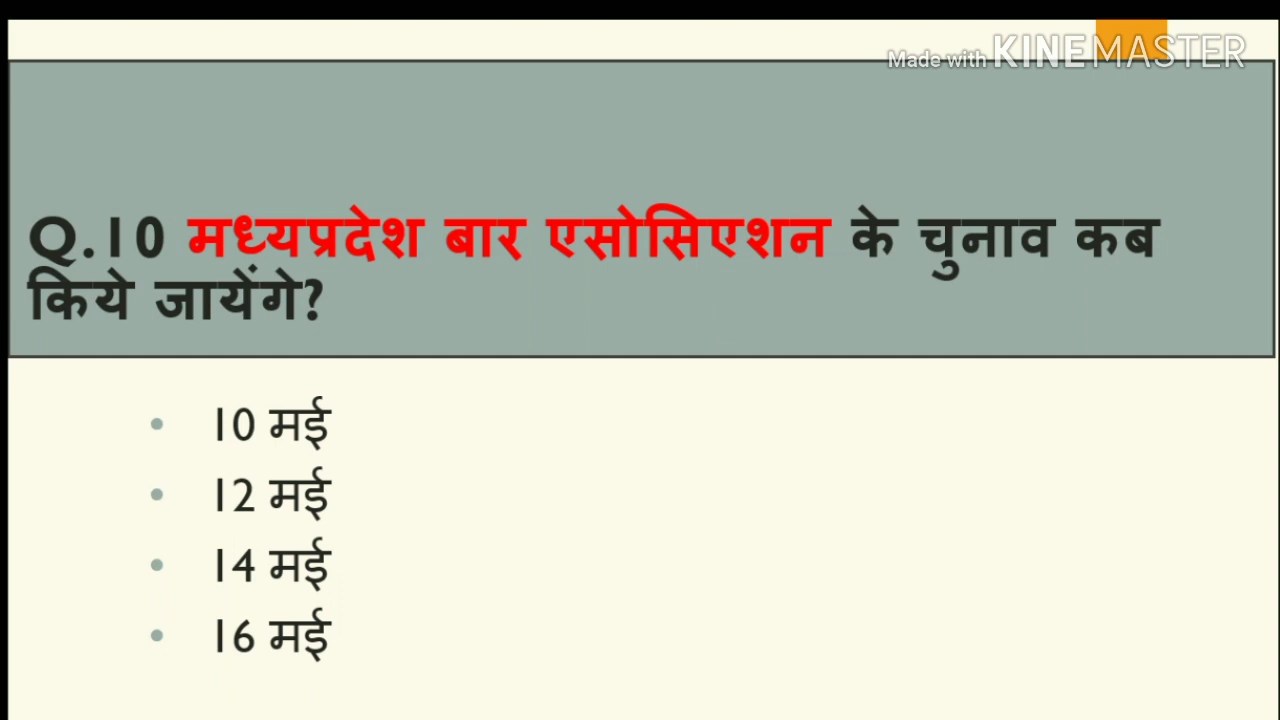 Made with KINEMASTER
Q.10 मध्यप्रदेश बार एसोसिएशन के चुनाव कब
किये जायेंगे?
• 10 मई
• 12 मई
• 14 मई
• 16 मई